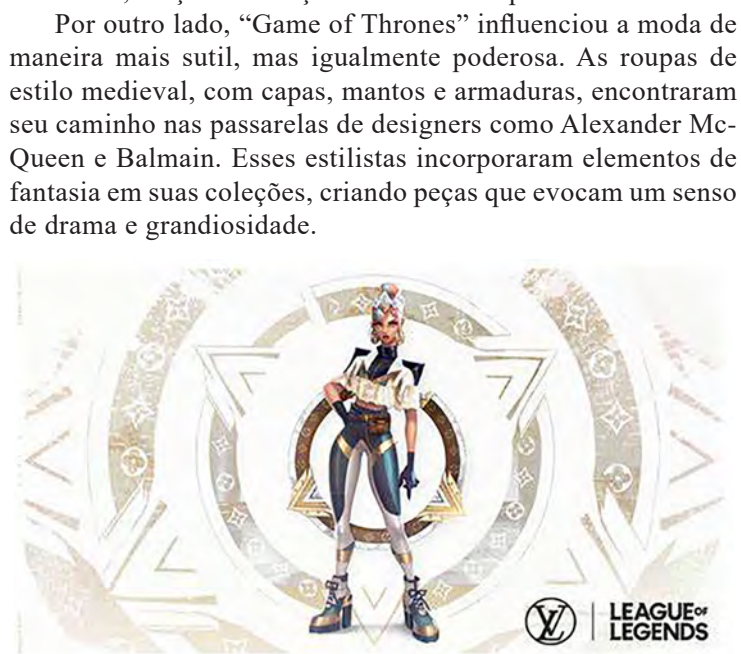 Por outro lado, “Game of Thrones” influenciou a moda de
maneira mais sutil, mas igualmente poderosa. As roupas de
estilo medieval, com capas, mantos e armaduras, encontraram
seu caminho nas passarelas de designers como Alexander Mc-
Queen e Balmain. Esses estilistas incorporaram elementos de
fantasia em suas coleções, criando peças que evocam um senso
de drama e grandiosidade.
LV | LEAGUE OF
LEGENDS